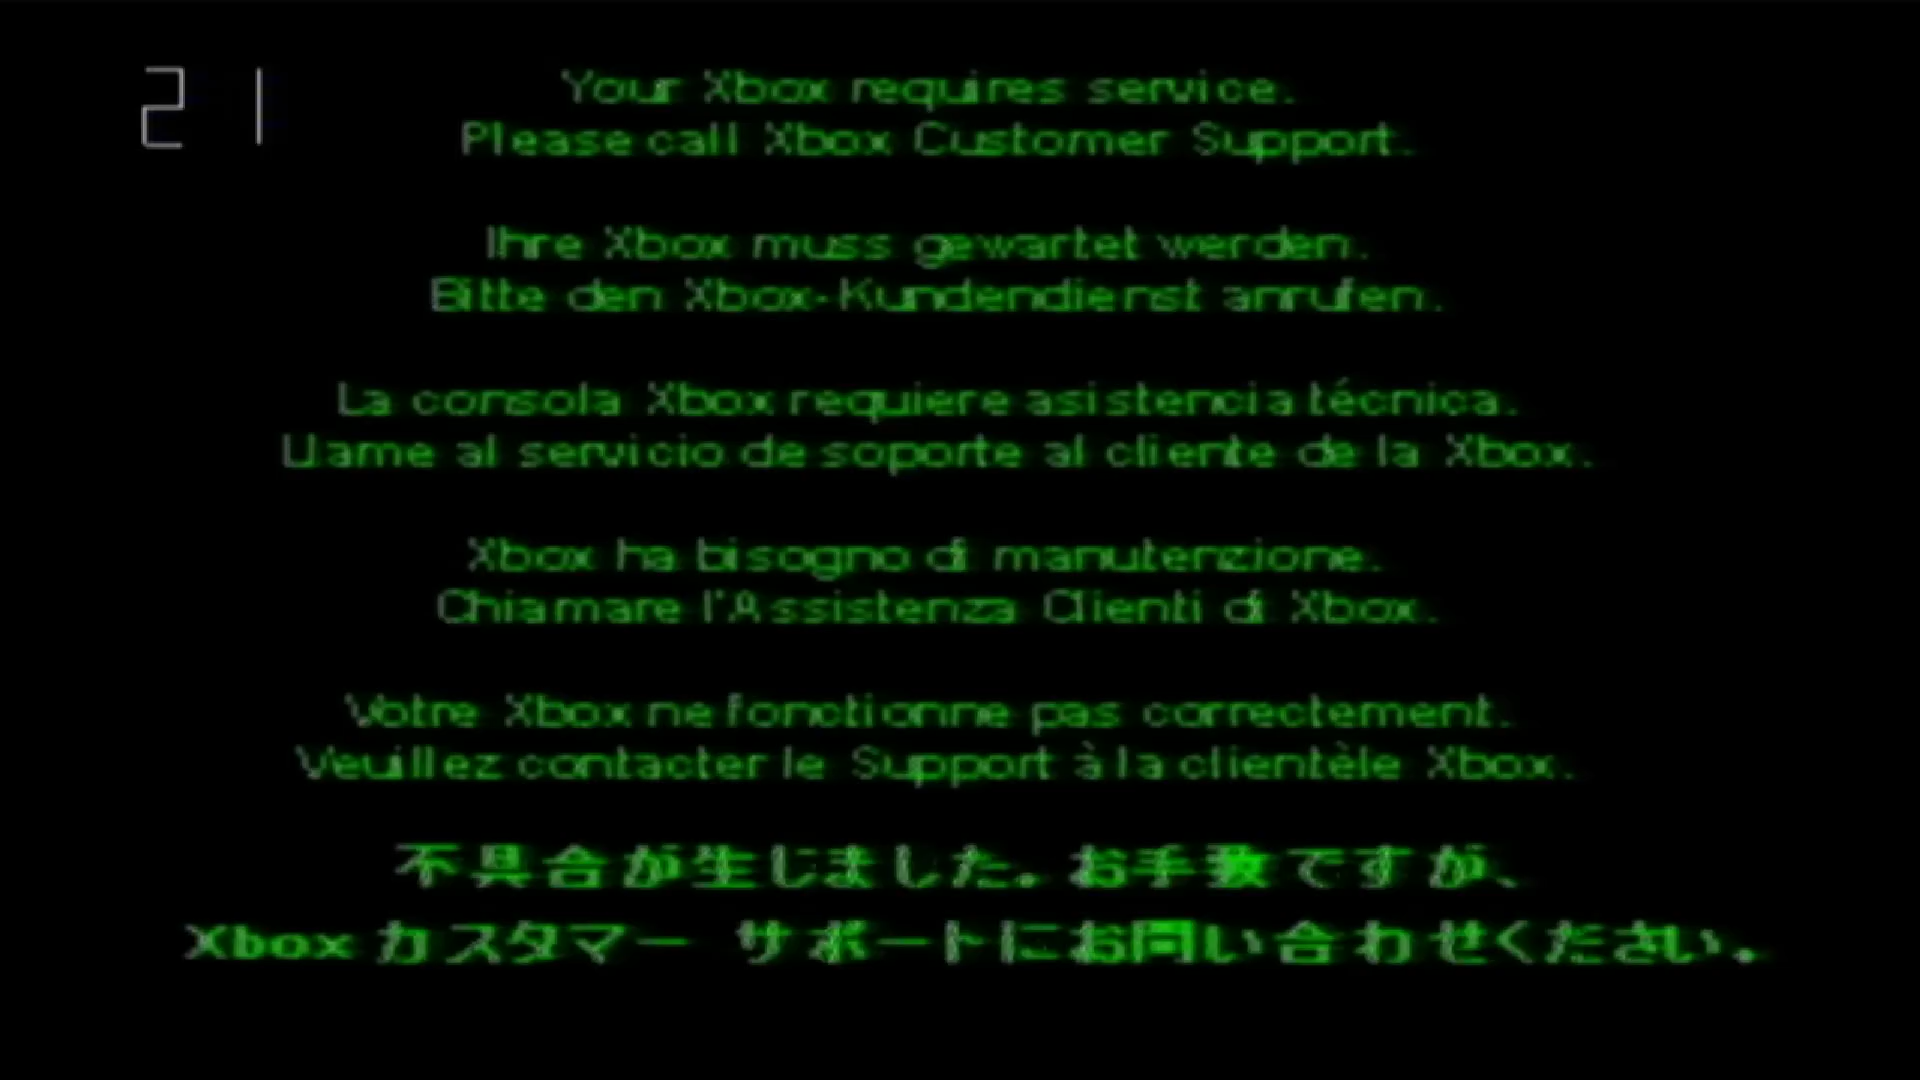 21
Your Xbox requires service.
Please call Xbox Customer Support.
Ihre Xbox muss gewartet werden.
Bitte den Xbox-Kundendienst anrufen.
La consola Xbox requiere asistencia técnica.
Llame al servicio de soporte al cliente de la Xbox.
Xbox ha bisogno di manutenzione.
Chiamare l'Assistenza Clienti di Xbox.
Votre Xbox ne fonctionne pas correctement.
Veuillez contacter le Support à la clientèle Xbox.
不具合が生じました。お手数ですが、
Xbox カスタマー サポートにお問い合わせください。